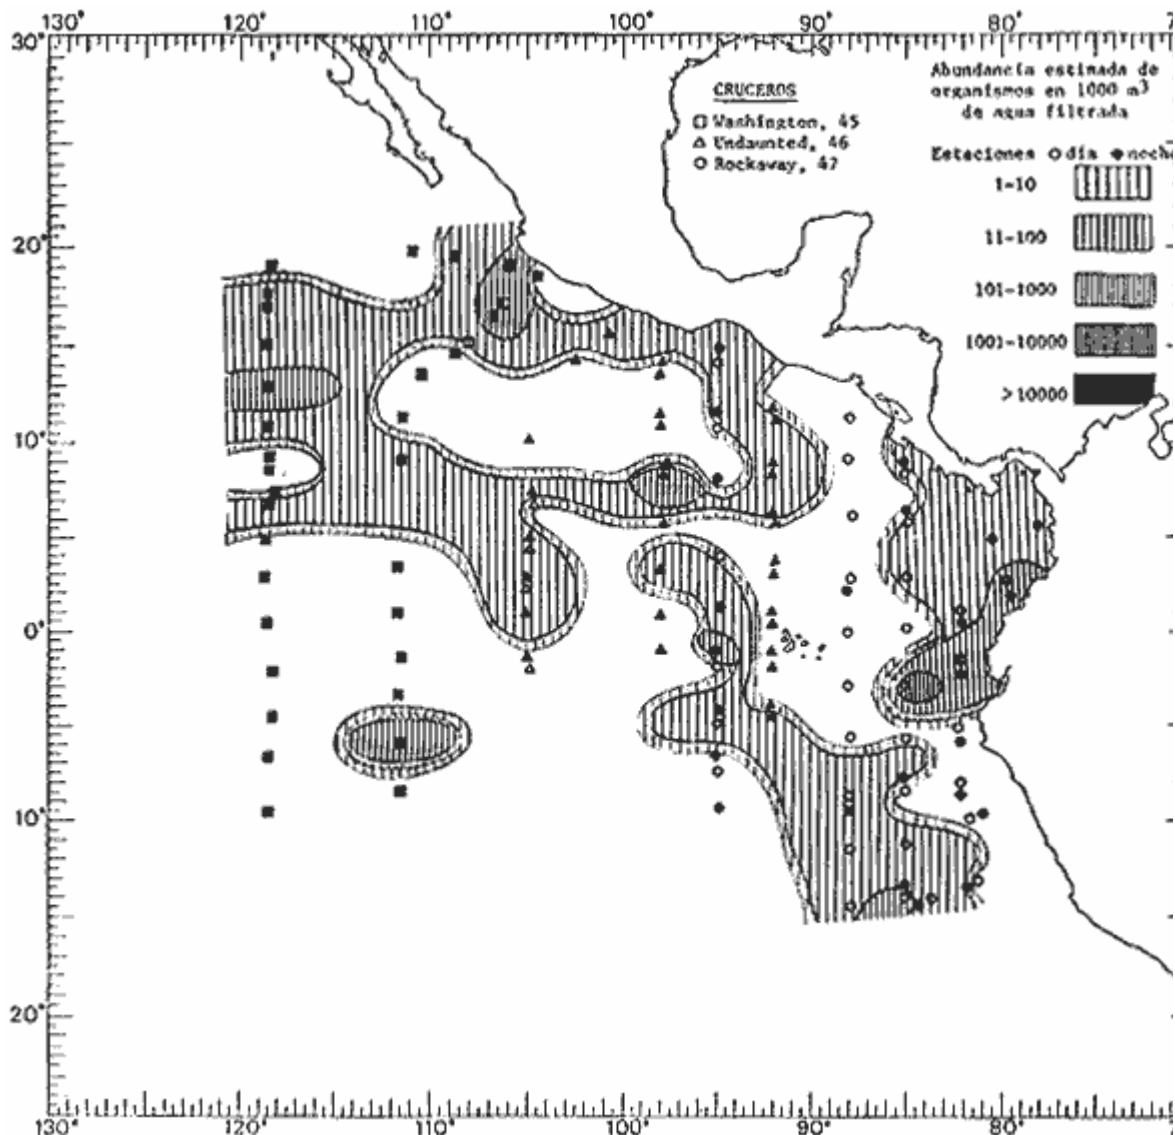 130° 120° 110° 100° 90° 80°
30°
20°
10°
0°
10°
20°
CRUCEROS
Washington, 45
Undaunted, 46
Rockaway, 47
Abundancia estimada de
organismos en 1000 m³
de agua filtrada
Estaciones día noche
1-10
11-100
101-1000
1001-10000
>10000
130° 120° 110° 100° 90° 80°